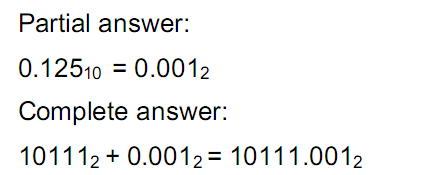 Partial answer:
0.125₁₀ = 0.001₂
Complete answer:
10111₂ + 0.001₂ = 10111.001₂